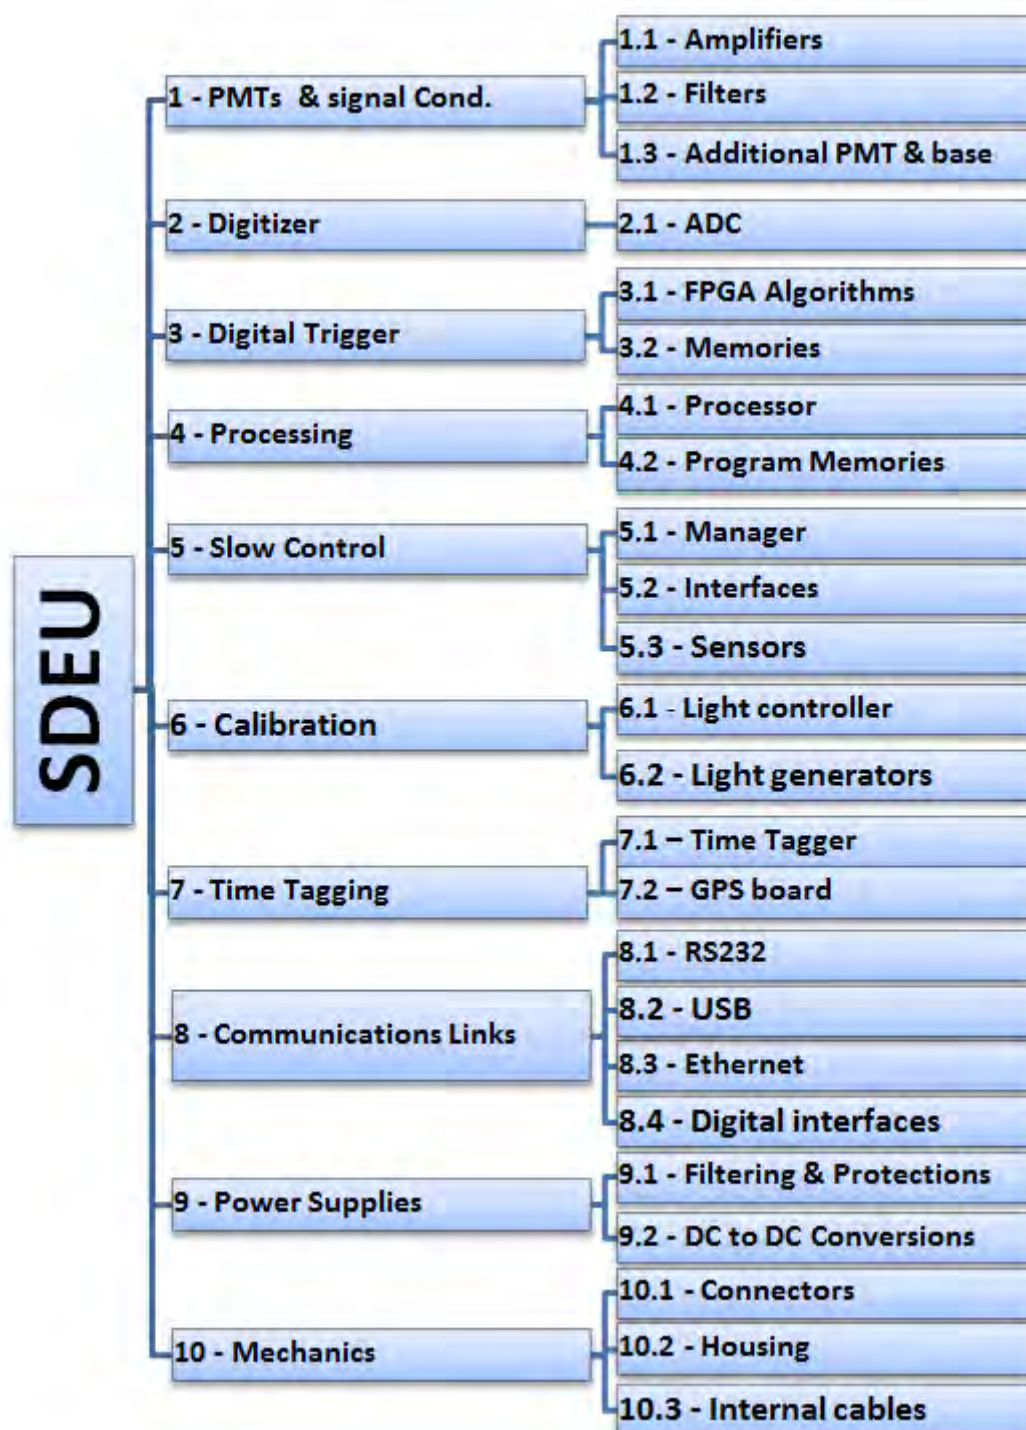 SDEU
1 - PMTs & signal Cond.
1.1 - Amplifiers
1.2 - Filters
1.3 - Additional PMT & base
2 - Digitizer
2.1 - ADC
3 - Digital Trigger
3.1 - FPGA Algorithms
3.2 - Memories
4 - Processing
4.1 - Processor
4.2 - Program Memories
5 - Slow Control
5.1 - Manager
5.2 - Interfaces
5.3 - Sensors
6 - Calibration
6.1 - Light controller
6.2 - Light generators
7 - Time Tagging
7.1 – Time Tagger
7.2 – GPS board
8 - Communications Links
8.1 - RS232
8.2 - USB
8.3 - Ethernet
8.4 - Digital interfaces
9 - Power Supplies
9.1 - Filtering & Protections
9.2 - DC to DC Conversions
10 - Mechanics
10.1 - Connectors
10.2 - Housing
10.3 - Internal cables